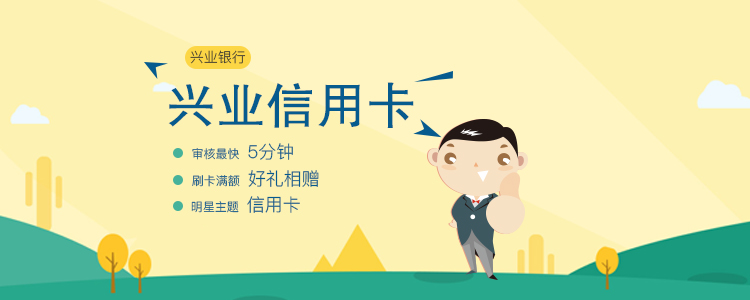 兴业银行
兴业信用卡
审核最快 5分钟
刷卡满额 好礼相赠
明星主题 信用卡